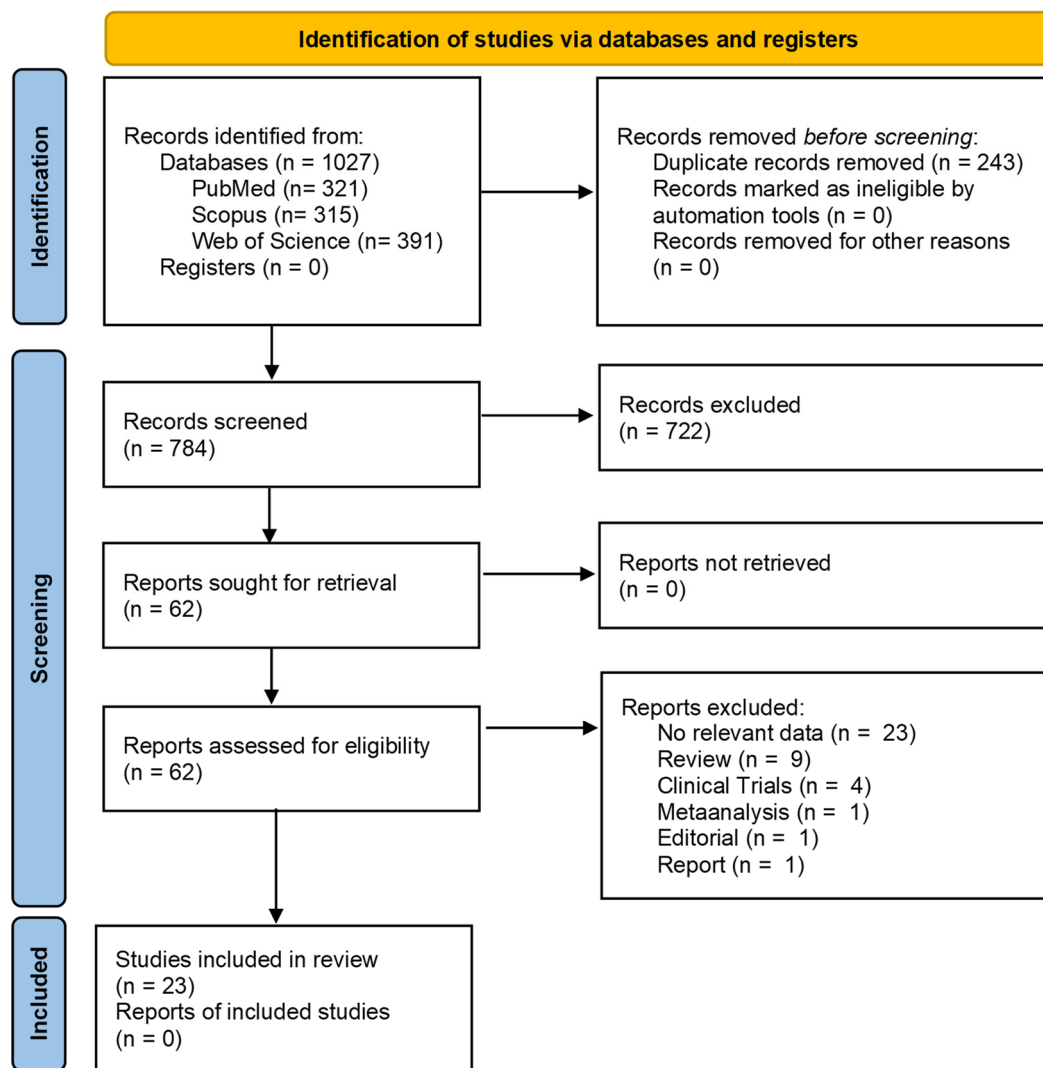 Identification of studies via databases and registers
Identification
Records identified from:
Databases (n = 1027)
PubMed (n= 321)
Scopus (n= 315)
Web of Science (n= 391)
Registers (n = 0)
Records removed before screening:
Duplicate records removed (n = 243)
Records marked as ineligible by
automation tools (n = 0)
Records removed for other reasons
(n = 0)
Screening
Records screened
(n = 784)
Records excluded
(n = 722)
Reports sought for retrieval
(n = 62)
Reports not retrieved
(n = 0)
Reports assessed for eligibility
(n = 62)
Reports excluded:
No relevant data (n = 23)
Review (n = 9)
Clinical Trials (n = 4)
Metaanalysis (n = 1)
Editorial (n = 1)
Report (n = 1)
Included
Studies included in review
(n = 23)
Reports of included studies
(n = 0)